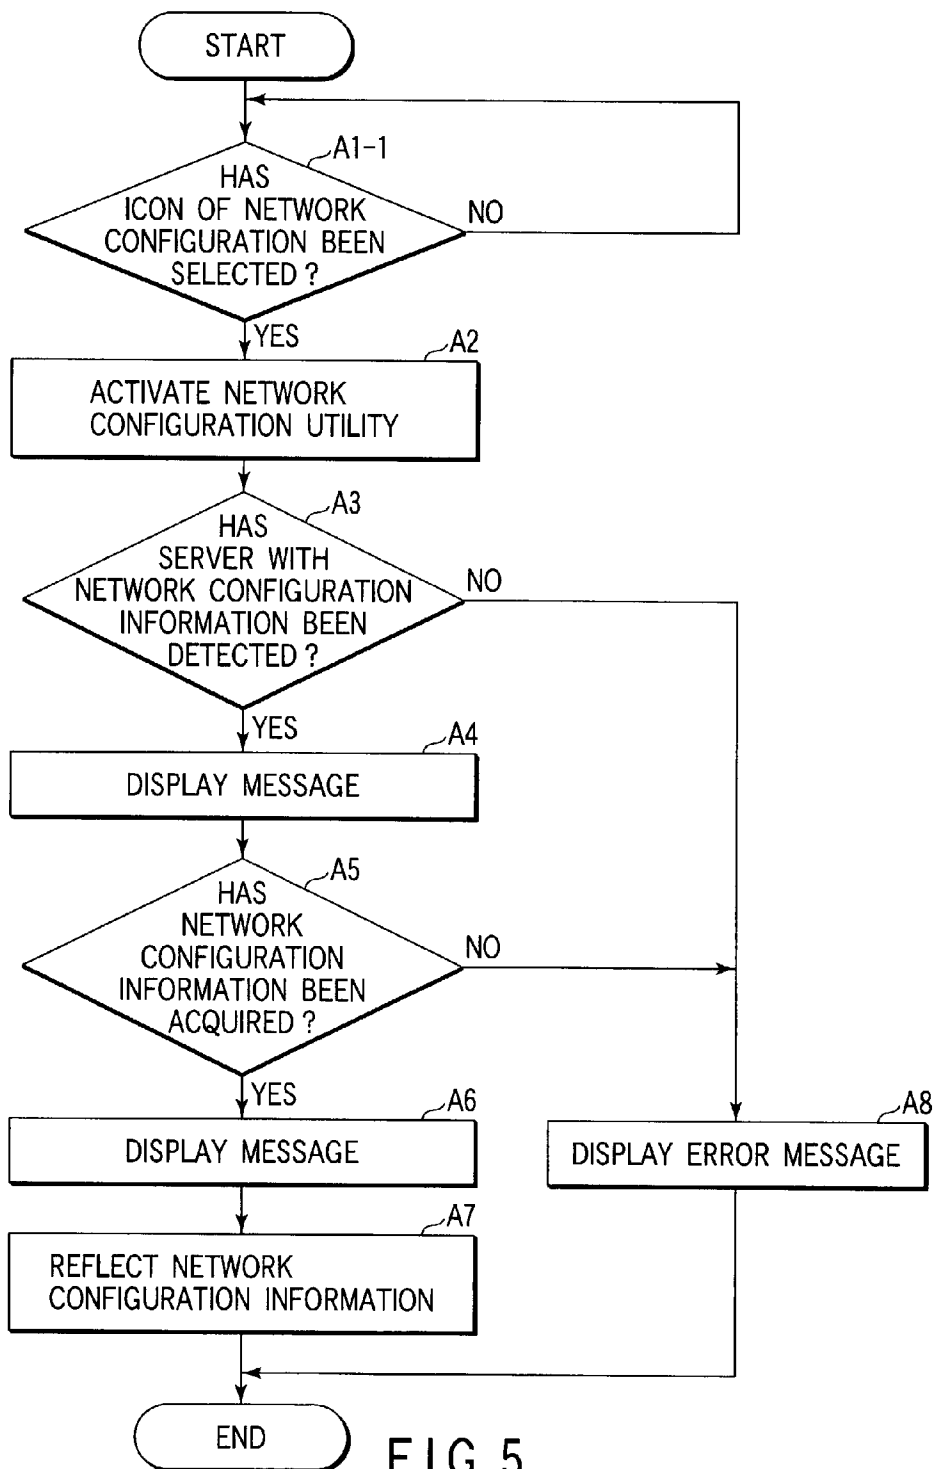 START
A1-1
HAS
ICON OF NETWORK
CONFIGURATION BEEN
SELECTED?
NO
YES
A2
ACTIVATE NETWORK
CONFIGURATION UTILITY
A3
HAS
SERVER WITH
NETWORK CONFIGURATION
INFORMATION BEEN
DETECTED?
NO
YES
A4
DISPLAY MESSAGE
A5
HAS
NETWORK
CONFIGURATION
INFORMATION BEEN
ACQUIRED?
NO
YES
A6
DISPLAY MESSAGE
A8
DISPLAY ERROR MESSAGE
A7
REFLECT NETWORK
CONFIGURATION INFORMATION
END
FIG. 5